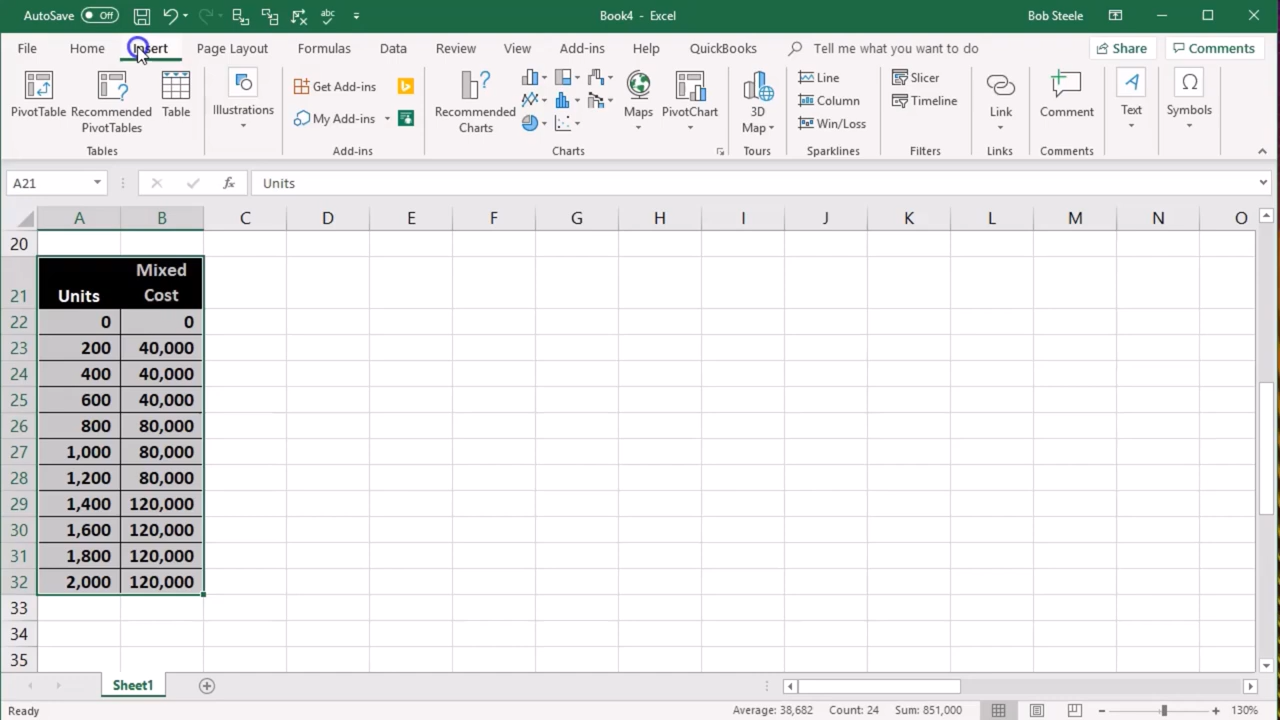 AutoSave Off
Book4 - Excel
Bob Steele
File Home Insert Page Layout Formulas Data Review View Add-ins Help QuickBooks Tell me what you want to do Share Comments
PivotTable Recommended PivotTables Table
Tables
Illustrations
Get Add-ins
My Add-ins
Add-ins
Recommended Charts
Maps
PivotChart
Charts
3D Map
Tours
Line
Column
Win/Loss
Sparklines
Slicer
Timeline
Filters
Link
Links
Comment
Comments
Text
Symbols
A21 fx Units
A B C D E F G H I J K L M N O
20
21 Units Mixed Cost
22 0 0
23 200 40,000
24 400 40,000
25 600 40,000
26 800 80,000
27 1,000 80,000
28 1,200 80,000
29 1,400 120,000
30 1,600 120,000
31 1,800 120,000
32 2,000 120,000
33
34
35
Sheet1
Ready
Average: 38,682 Count: 24 Sum: 851,000
130%